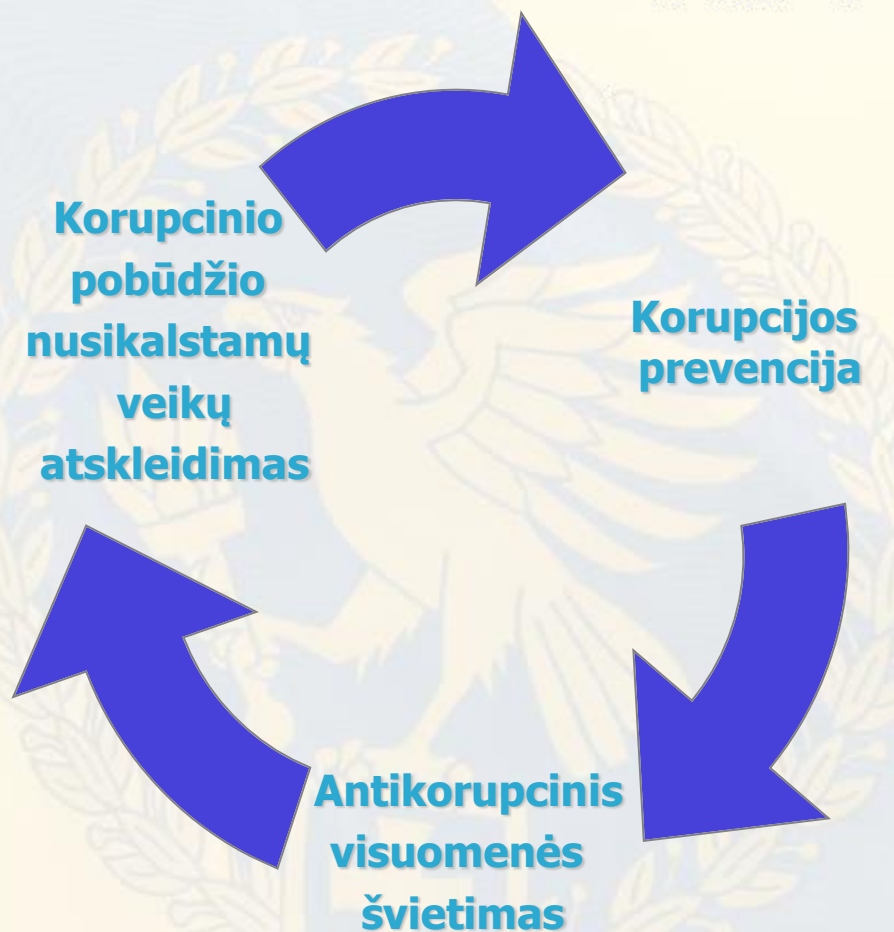 Korupcinio
pobūdžio
nusikalstamų
veikų
atskleidimas
Korupcijos
prevencija
Antikorupcinis
visuomenės
švietimas